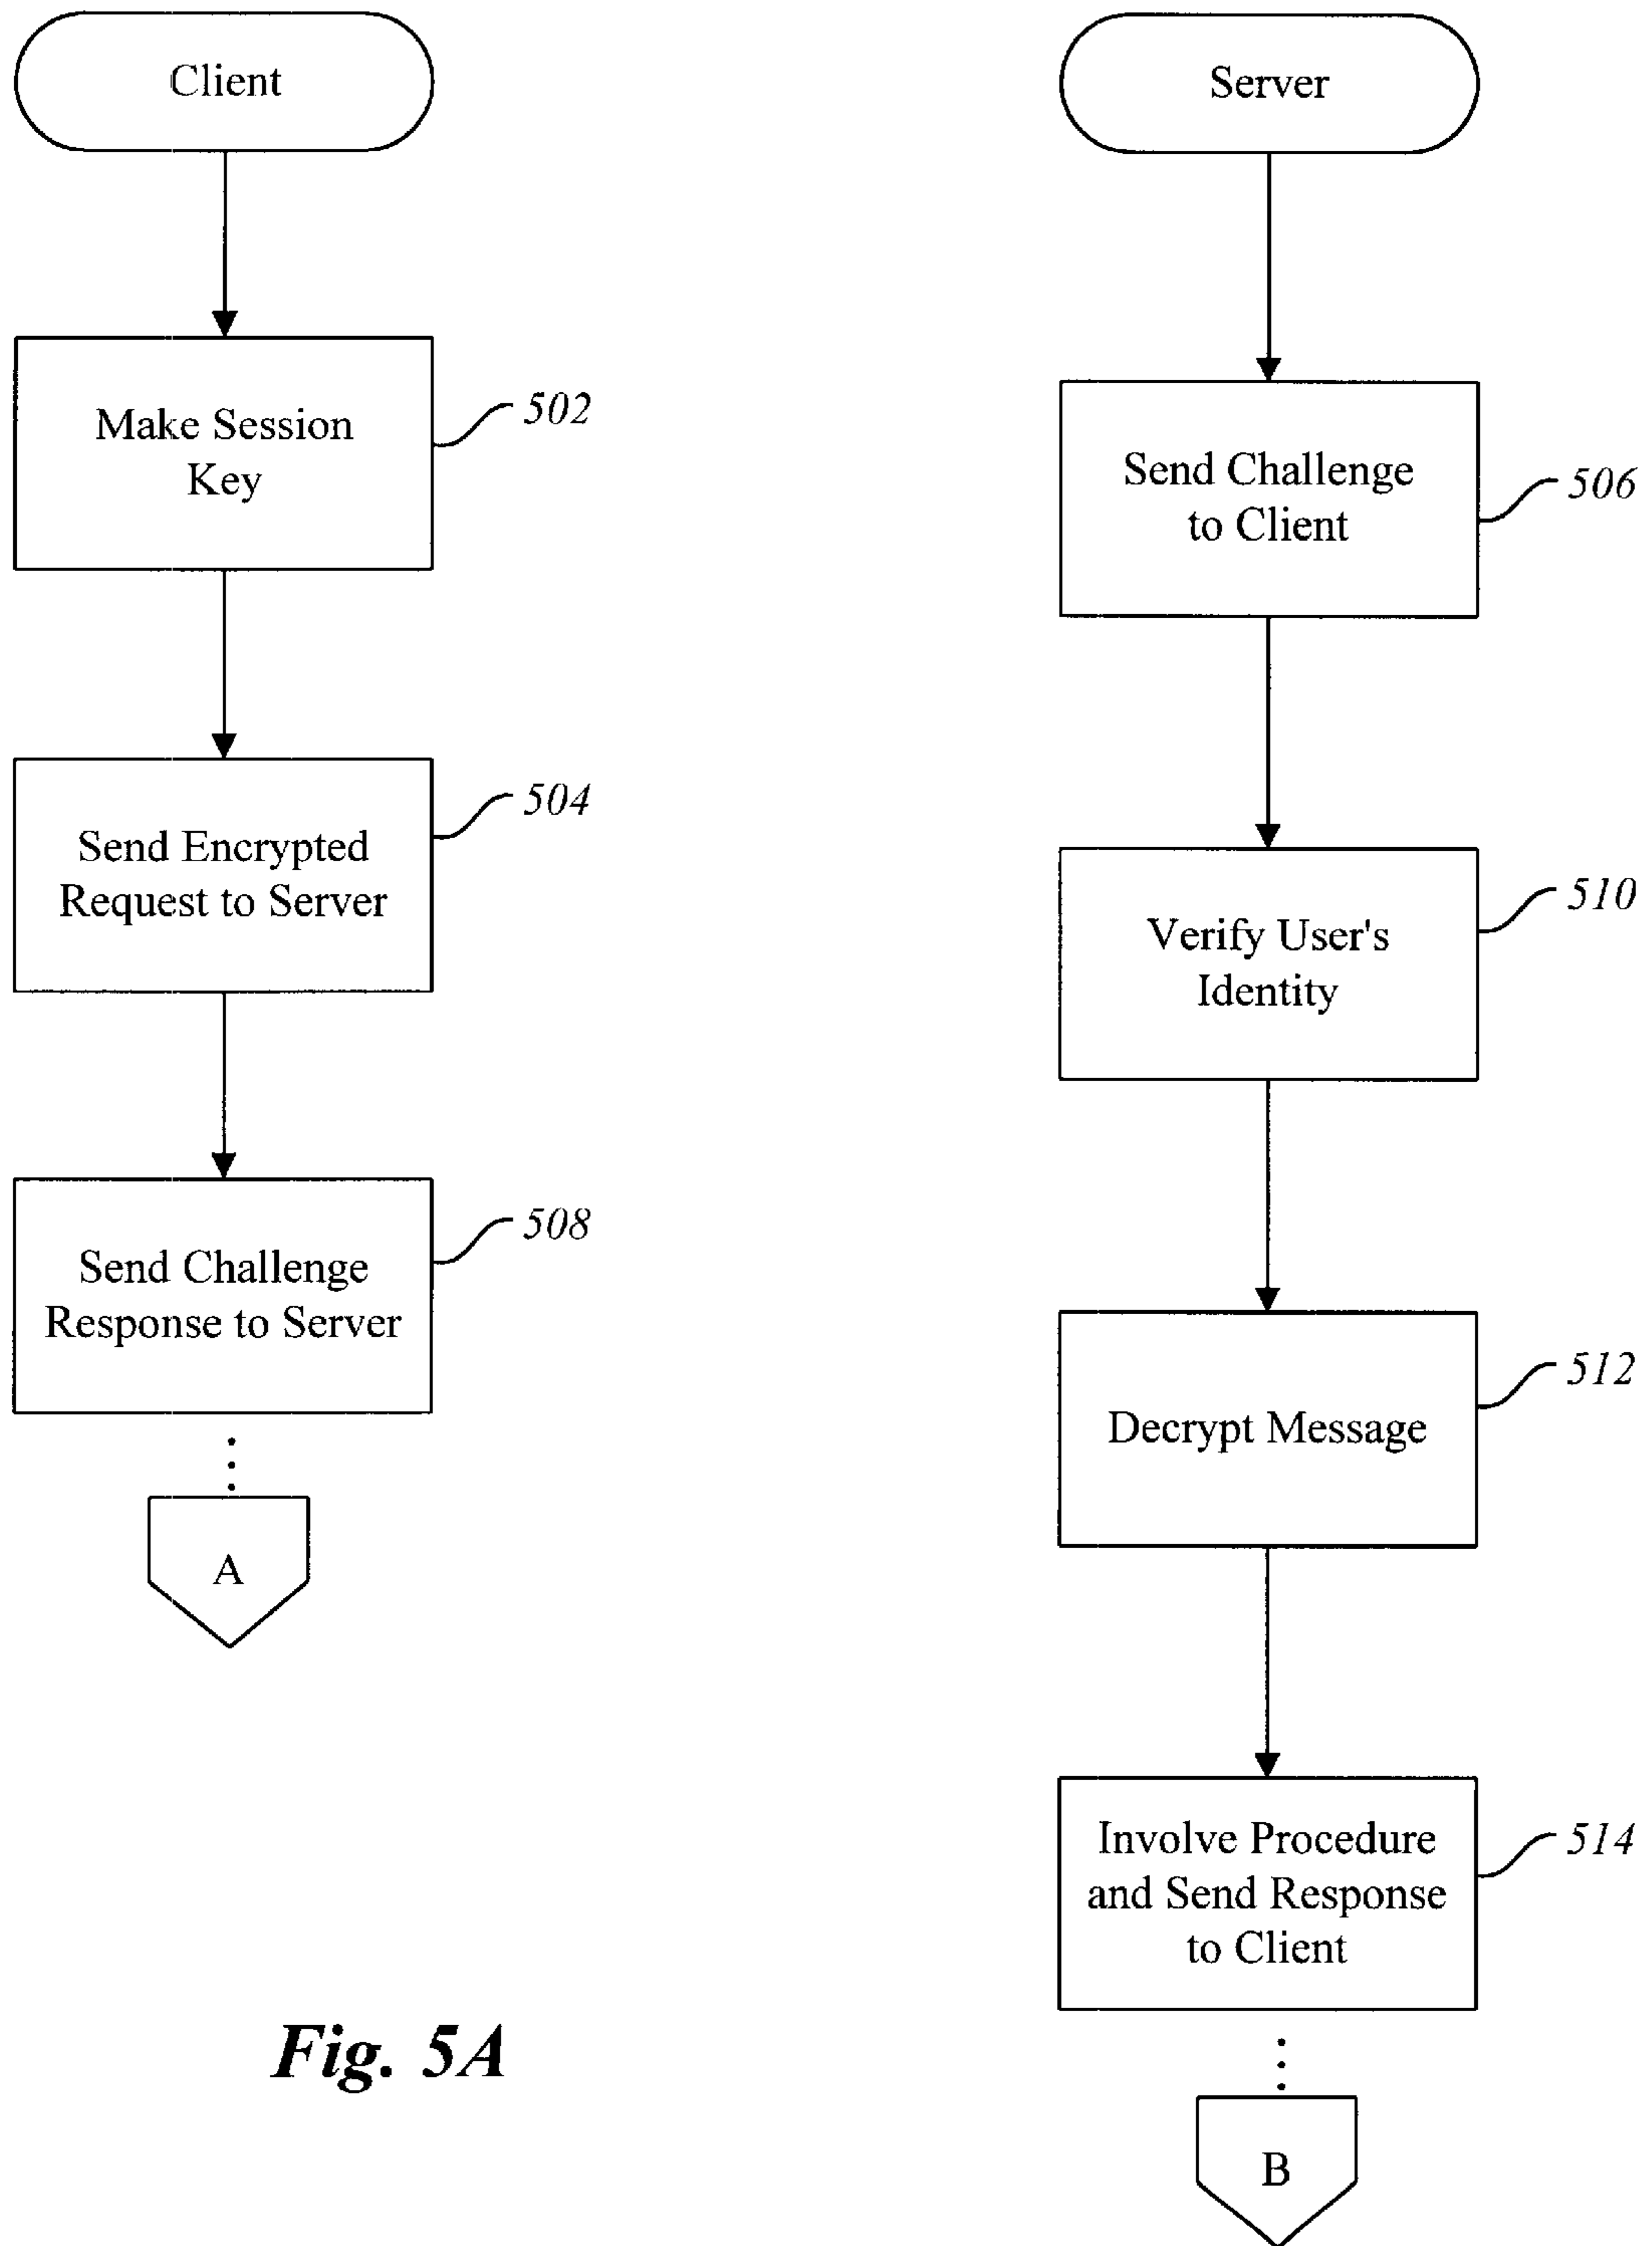 Client
Make Session
Key
502
Send Encrypted
Request to Server
504
Send Challenge
Response to Server
508
A
Server
Send Challenge
to Client
506
Verify User's
Identity
510
Decrypt Message
512
Involve Procedure
and Send Response
to Client
514
B
Fig. 5A